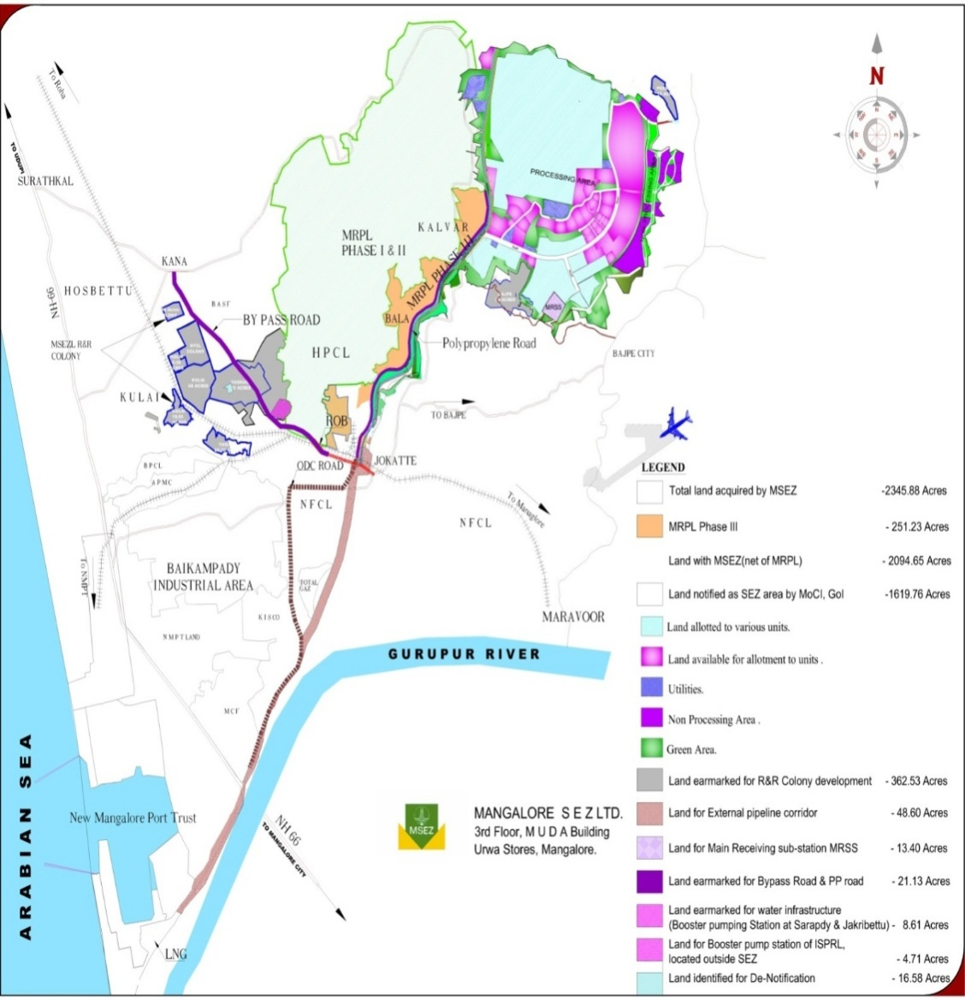 N
To Roha
TO UDUPI
SURATHKAL
PROCESSING AREA
KALVAR
MRPL
PHASE I & II
MRPL PHASE III
KANA
HOSBETTU
NH-66
BASF
BY PASS ROAD
BALA
MRSS
MSEZL R&R
COLONY
HPCL
Polypropylene Road
BAJPE CITY
KULAI
ROB
TO BAJPE
ODC ROAD
JOKATTE
BPCL
APMC
NFCL
NFCL
To Manglore
To NMPT
BAIKAMPADY
INDUSTRIAL AREA
TOTAL
GAZ
KISCO
MARAVOOR
NMPT LAND
GURUPUR RIVER
MCF
ARABIAN SEA
New Mangalore Port Trust
NH 66
TO MANGALORE CITY
LNG
MSEZ
MANGALORE S E Z LTD.
3rd Floor, M U D A Building
Urwa Stores, Mangalore.
LEGEND
Total land acquired by MSEZ -2345.88 Acres
MRPL Phase III - 251.23 Acres
Land with MSEZ(net of MRPL) - 2094.65 Acres
Land notified as SEZ area by MoCI, GoI -1619.76 Acres
Land allotted to various units.
Land available for allotment to units .
Utilities.
Non Processing Area .
Green Area.
Land earmarked for R&R Colony development - 362.53 Acres
Land for External pipeline corridor - 48.60 Acres
Land for Main Receiving sub-station MRSS - 13.40 Acres
Land earmarked for Bypass Road & PP road - 21.13 Acres
Land earmarked for water infrastructure
(Booster pumping Station at Sarapdy & Jakribettu) - 8.61 Acres
Land for Booster pump station of ISPRL,
located outside SEZ - 4.71 Acres
Land identified for De-Notification - 16.58 Acres